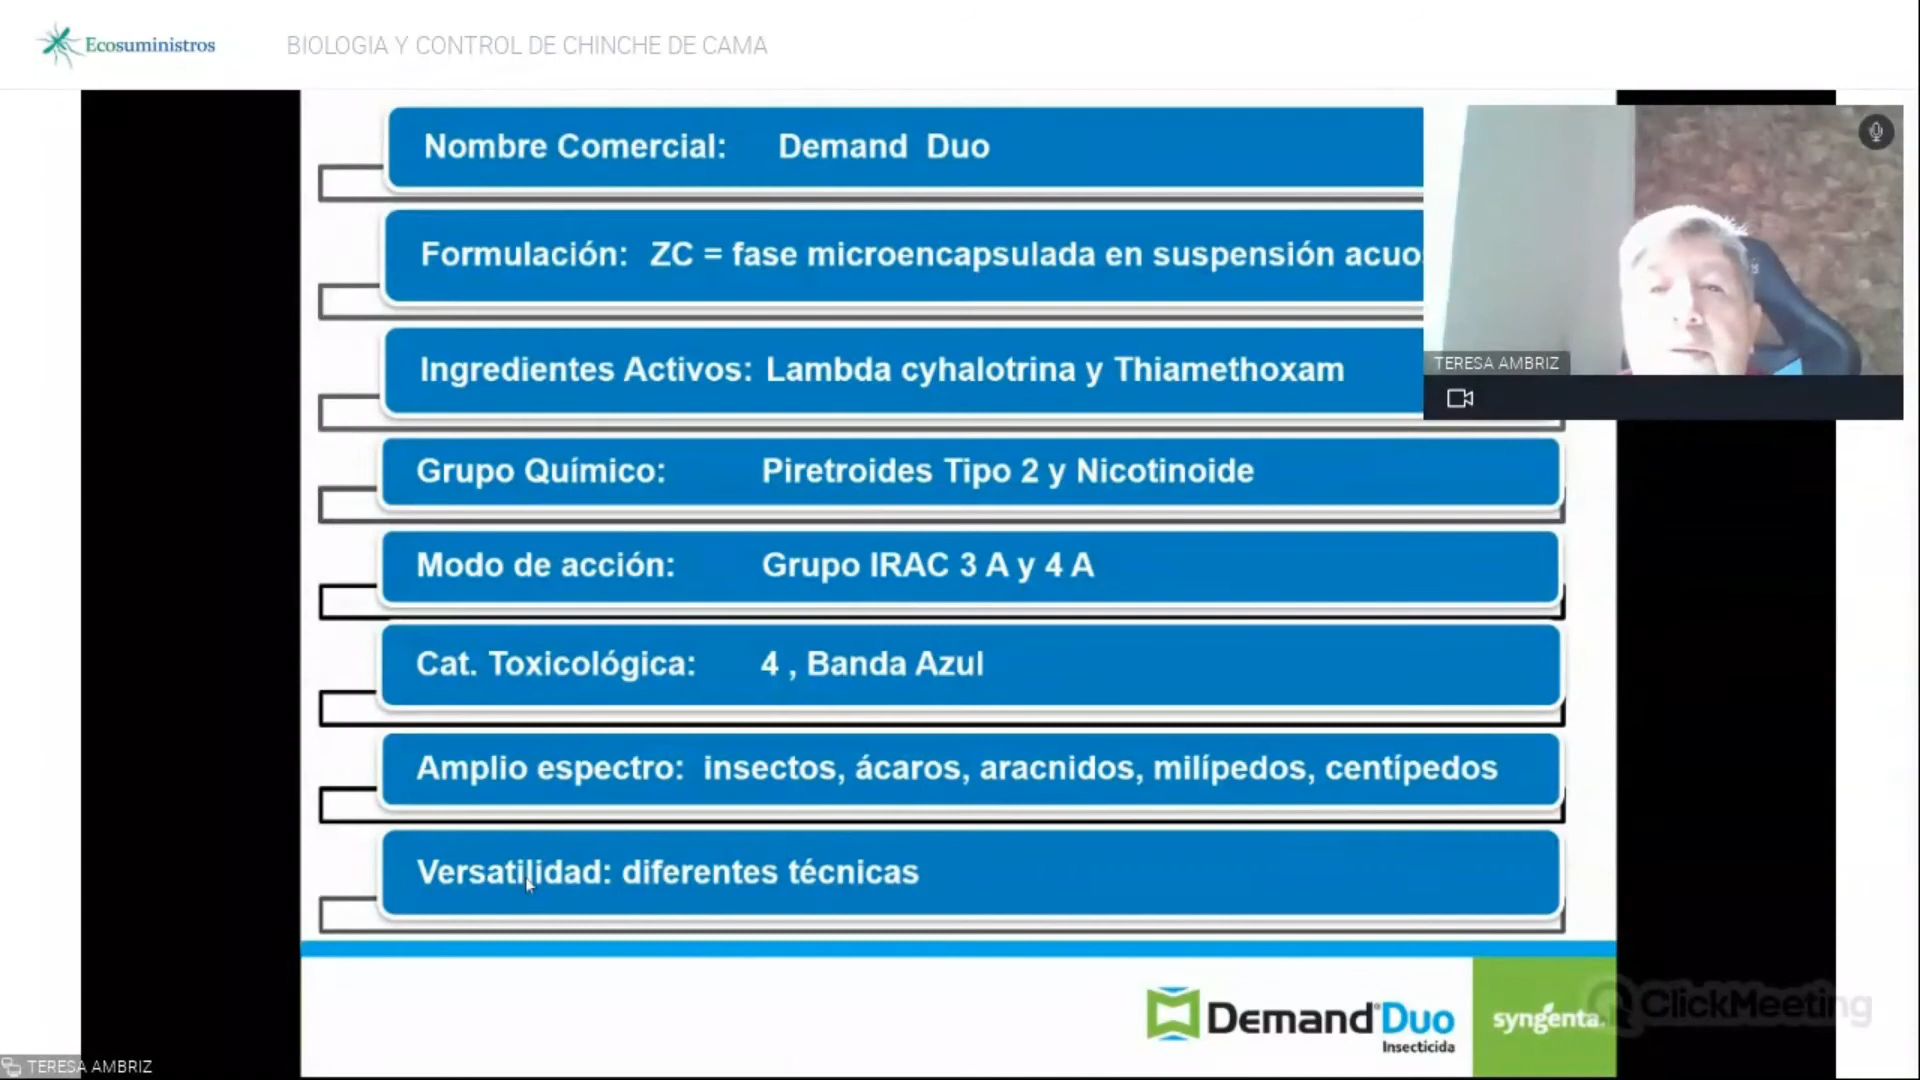 Ecosuministros
BIOLOGIA Y CONTROL DE CHINCHE DE CAMA
Nombre Comercial: Demand Duo
Formulación: ZC = fase microencapsulada en suspensión acuo
Ingredientes Activos: Lambda cyhalotrina y Thiamethoxam
TERESA AMBRIZ
Grupo Químico: Piretroides Tipo 2 y Nicotinoide
Modo de acción: Grupo IRAC 3 A y 4 A
Cat. Toxicológica: 4 , Banda Azul
Amplio espectro: insectos, ácaros, aracnidos, milípedos, centípedos
Versatilidad: diferentes técnicas
Demand® Duo
Insecticida
syngenta.
ClickMeeting
TERESA AMBRIZ